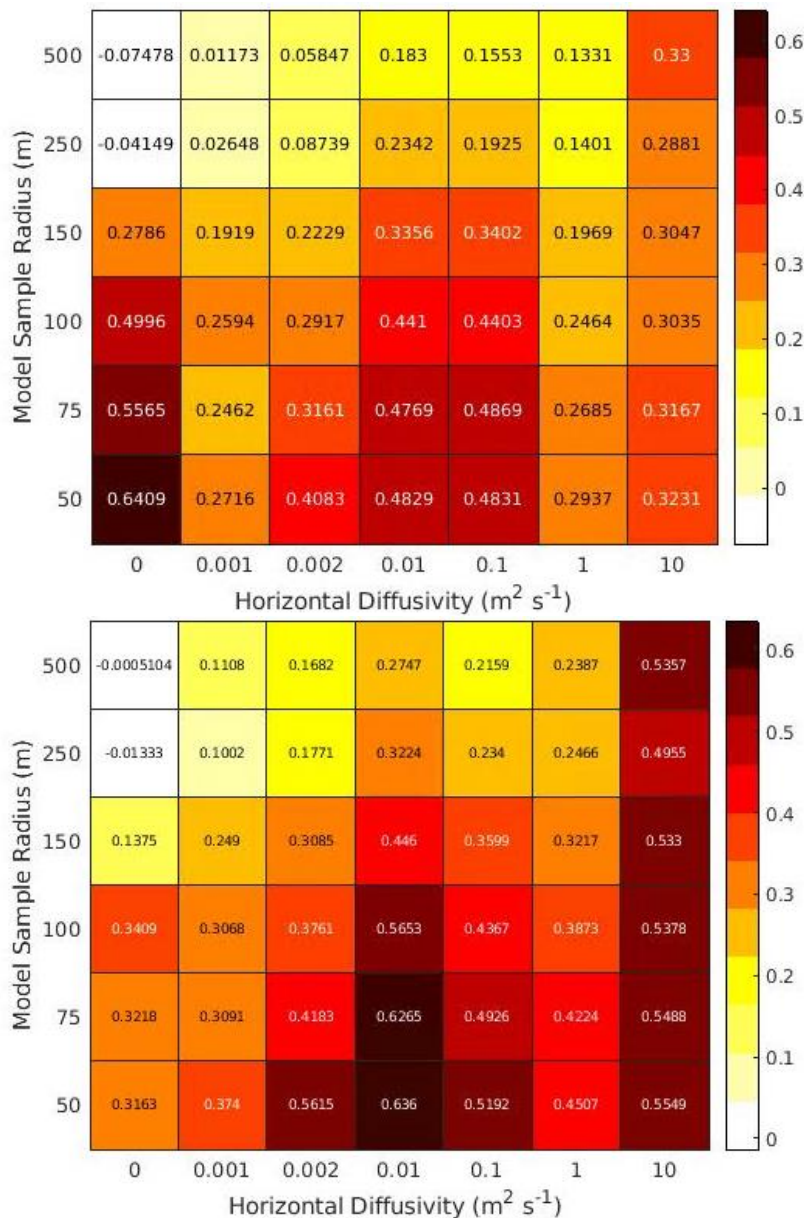 500 -0.07478 0.01173 0.05847 0.183 0.1553 0.1331 0.33
250 -0.04149 0.02648 0.08739 0.2342 0.1925 0.1401 0.2881
150 0.2786 0.1919 0.2229 0.3356 0.3402 0.1969 0.3047
100 0.4996 0.2594 0.2917 0.441 0.4403 0.2464 0.3035
75 0.5565 0.2462 0.3161 0.4769 0.4869 0.2685 0.3167
50 0.6409 0.2716 0.4083 0.4829 0.4831 0.2937 0.3231
0 0.001 0.002 0.01 0.1 1 10
Model Sample Radius (m)
Horizontal Diffusivity (m² s⁻¹)
0.6
0.5
0.4
0.3
0.2
0.1
0
500 -0.0005104 0.1108 0.1682 0.2747 0.2159 0.2387 0.5357
250 -0.01333 0.1002 0.1771 0.3224 0.234 0.2466 0.4955
150 0.1375 0.249 0.3085 0.446 0.3599 0.3217 0.533
100 0.3409 0.3068 0.3761 0.5653 0.4367 0.3873 0.5378
75 0.3218 0.3091 0.4183 0.6265 0.4926 0.4224 0.5488
50 0.3163 0.374 0.5615 0.636 0.5192 0.4507 0.5549
0 0.001 0.002 0.01 0.1 1 10
Model Sample Radius (m)
Horizontal Diffusivity (m² s⁻¹)
0.6
0.5
0.4
0.3
0.2
0.1
0